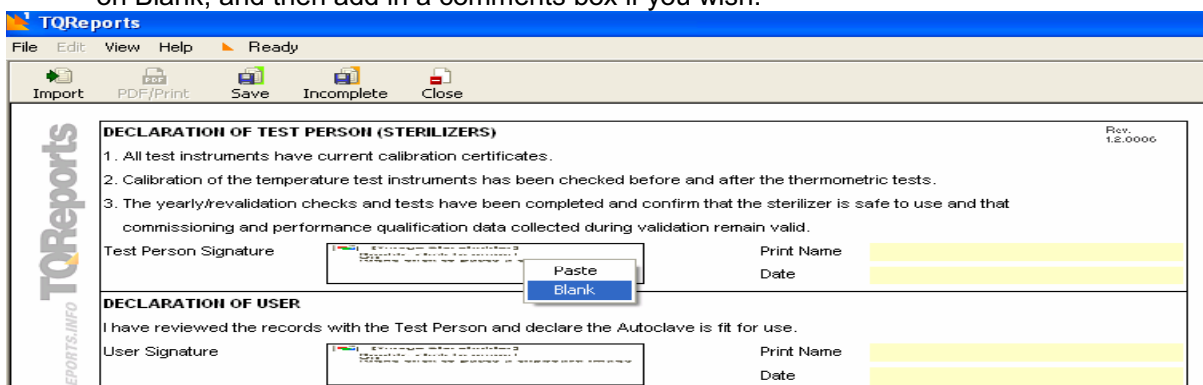 on Blank, and then add in a comments box if you wish.
TQReports
File Edit View Help Ready
Import PDF/Print Save Incomplete Close
DECLARATION OF TEST PERSON (STERILIZERS) Rev. 1.2.0006
1. All test instruments have current calibration certificates.
2. Calibration of the temperature test instruments has been checked before and after the thermometric tests.
3. The yearly/revalidation checks and tests have been completed and confirm that the sterilizer is safe to use and that
commissioning and performance qualification data collected during validation remain valid.
Test Person Signature Print Name
Paste
Date
Blank
DECLARATION OF USER
I have reviewed the records with the Test Person and declare the Autoclave is fit for use.
User Signature Print Name
Date
TQReports
EPORTS.INFO